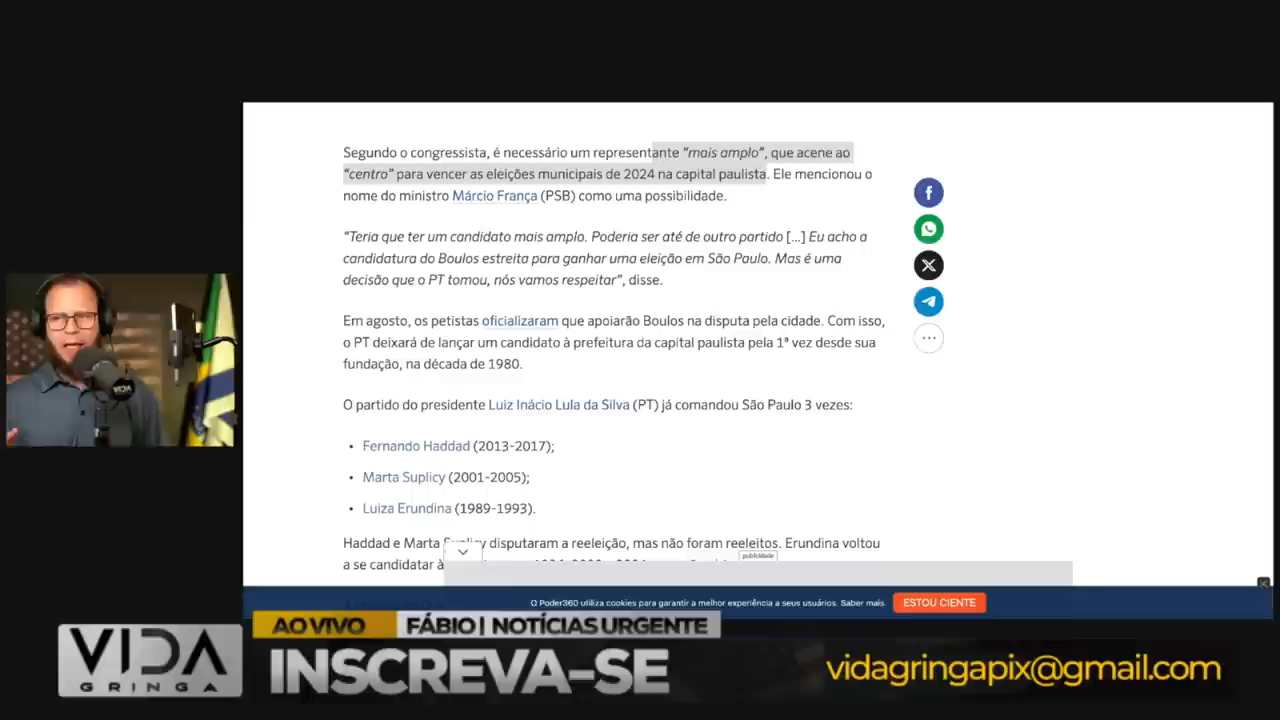 Segundo o congressista, é necessário um representante “mais amplo”, que acene ao
“centro” para vencer as eleições municipais de 2024 na capital paulista. Ele mencionou o
nome do ministro Márcio França (PSB) como uma possibilidade.
“Teria que ter um candidato mais amplo. Poderia ser até de outro partido [...] Eu acho a
candidatura do Boulos estreita para ganhar uma eleição em São Paulo. Mas é uma
decisão que o PT tomou, nós vamos respeitar”, disse.
Em agosto, os petistas oficializaram que apoiarão Boulos na disputa pela cidade. Com isso,
o PT deixará de lançar um candidato à prefeitura da capital paulista pela 1ª vez desde sua
fundação, na década de 1980.
O partido do presidente Luiz Inácio Lula da Silva (PT) já comandou São Paulo 3 vezes:
• Fernando Haddad (2013-2017);
• Marta Suplicy (2001-2005);
• Luiza Erundina (1989-1993).
Haddad e Marta Suplicy disputaram a reeleição, mas não foram reeleitos. Erundina voltou
publicidade
a se candidatar à
O Poder360 utiliza cookies para garantir a melhor experiência a seus usuários. Saber mais.
ESTOU CIENTE
VIDA
AO VIVO FÁBIO | NOTÍCIAS URGENTE
VIDA
GRINGA
INSCREVA-SE
vidagringapix@gmail.com